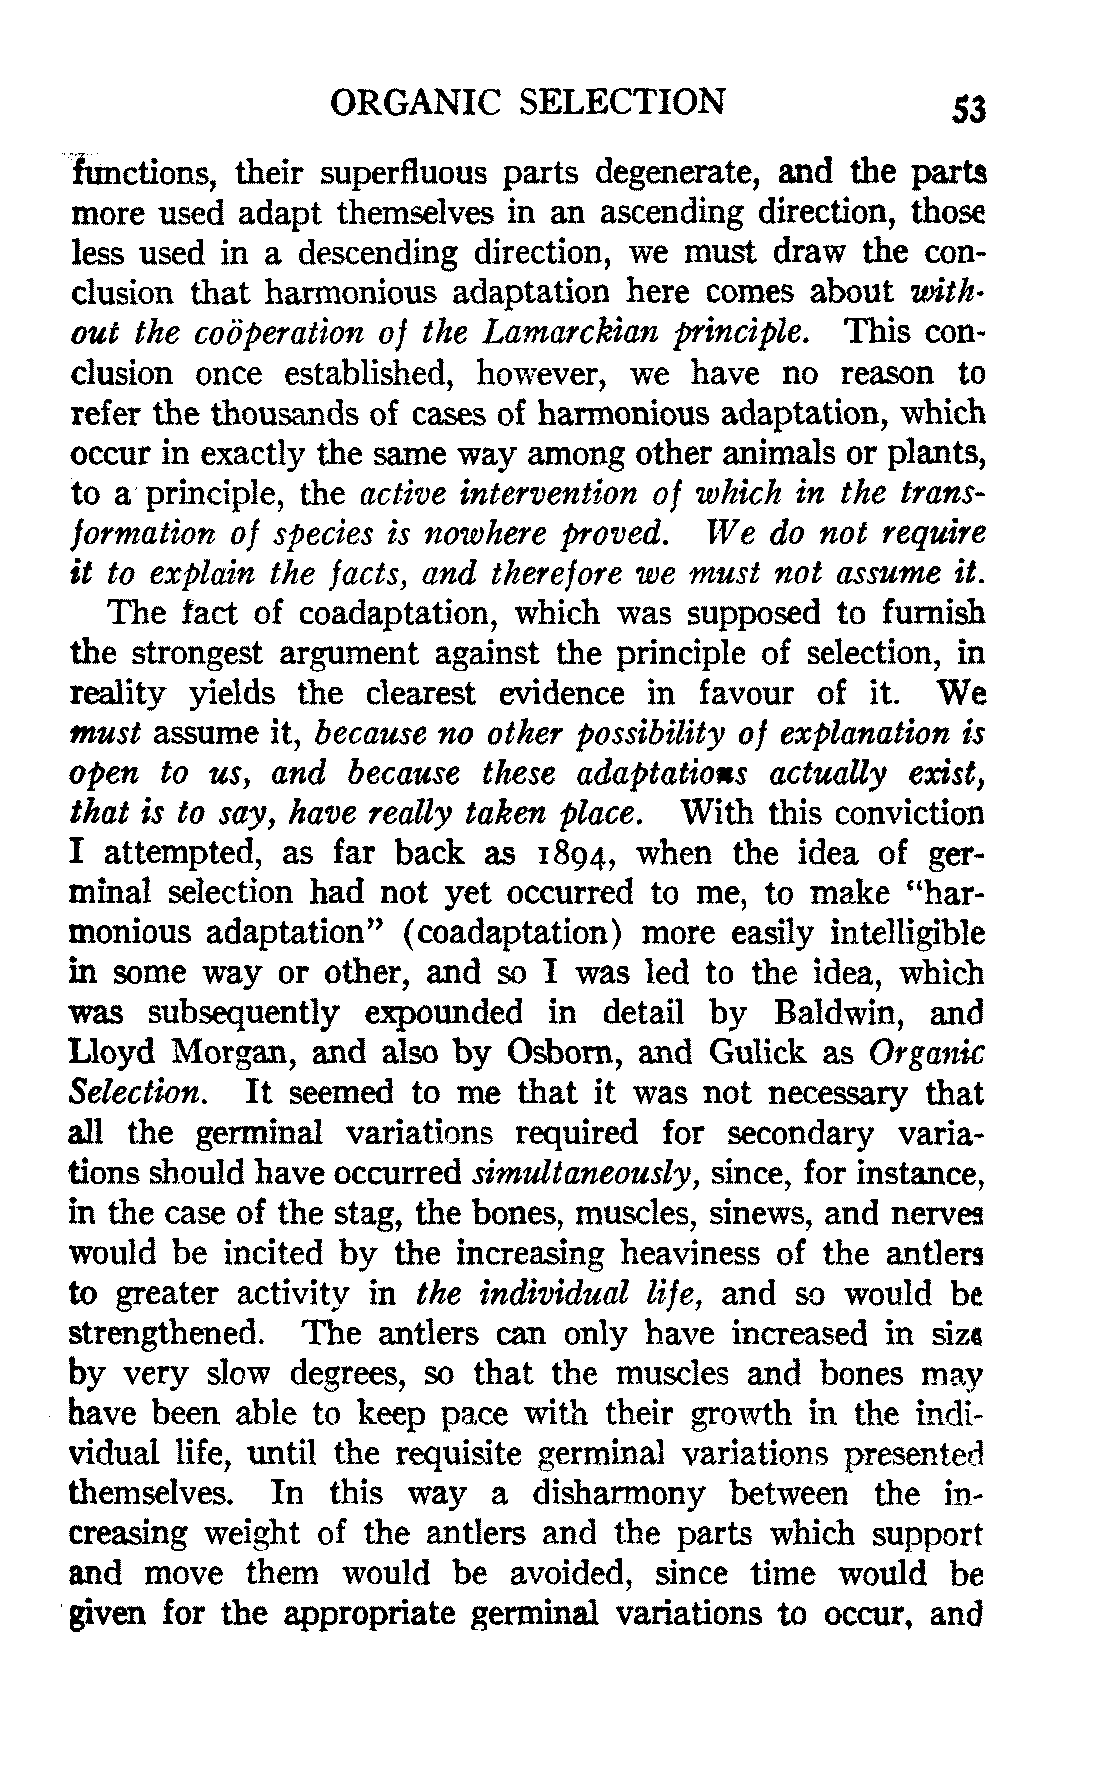 ORGANIC SELECTION 53
functions, their superfluous parts degenerate, and the parts
more used adapt themselves in an ascending direction, those
less used in a descending direction, we must draw the con-
clusion that harmonious adaptation here comes about with-
out the coöperation of the Lamarckian principle. This con-
clusion once established, however, we have no reason to
refer the thousands of cases of harmonious adaptation, which
occur in exactly the same way among other animals or plants,
to a principle, the active intervention of which in the trans-
formation of species is nowhere proved. We do not require
it to explain the facts, and therefore we must not assume it.
The fact of coadaptation, which was supposed to furnish
the strongest argument against the principle of selection, in
reality yields the clearest evidence in favour of it. We
must assume it, because no other possibility of explanation is
open to us, and because these adaptations actually exist,
that is to say, have really taken place. With this conviction
I attempted, as far back as 1894, when the idea of ger-
minal selection had not yet occurred to me, to make "har-
monious adaptation" (coadaptation) more easily intelligible
in some way or other, and so I was led to the idea, which
was subsequently expounded in detail by Baldwin, and
Lloyd Morgan, and also by Osborn, and Gulick as Organic
Selection. It seemed to me that it was not necessary that
all the germinal variations required for secondary varia-
tions should have occurred simultaneously, since, for instance,
in the case of the stag, the bones, muscles, sinews, and nerves
would be incited by the increasing heaviness of the antlers
to greater activity in the individual life, and so would be
strengthened. The antlers can only have increased in size
by very slow degrees, so that the muscles and bones may
have been able to keep pace with their growth in the indi-
vidual life, until the requisite germinal variations presented
themselves. In this way a disharmony between the in-
creasing weight of the antlers and the parts which support
and move them would be avoided, since time would be
given for the appropriate germinal variations to occur, and